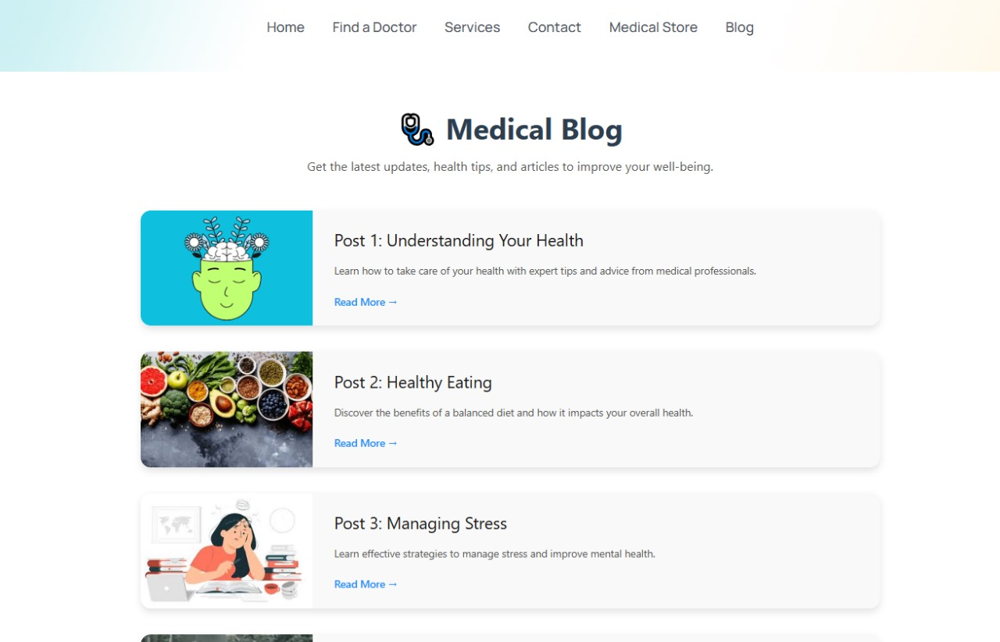 Home Find a Doctor Services Contact Medical Store Blog
Medical Blog
Get the latest updates, health tips, and articles to improve your well-being.
Post 1: Understanding Your Health
Learn how to take care of your health with expert tips and advice from medical professionals.
Read More →
Post 2: Healthy Eating
Discover the benefits of a balanced diet and how it impacts your overall health.
Read More →
Post 3: Managing Stress
Learn effective strategies to manage stress and improve mental health.
Read More →